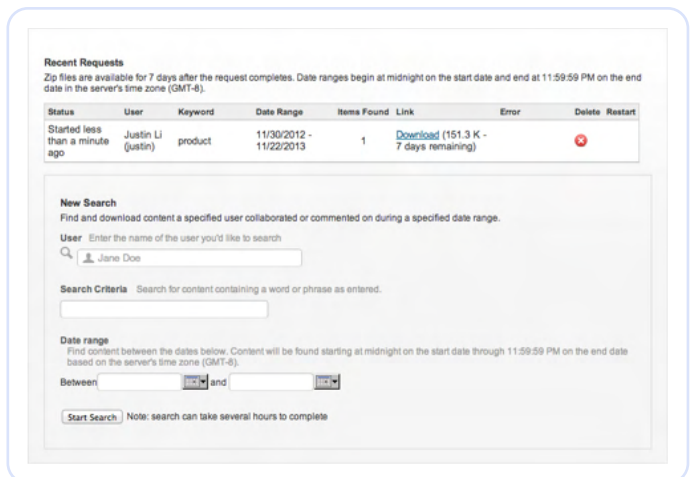 Recent Requests
Zip files are available for 7 days after the request completes. Date ranges begin at midnight on the start date and end at 11:59:59 PM on the end
date in the server's time zone (GMT-8).
Status User Keyword Date Range Items Found Link Error Delete Restart
Started less
than a minute
ago
Justin Li
(justin)
product
11/30/2012 -
11/22/2013
1
Download (151.3 K -
7 days remaining)
New Search
Find and download content a specified user collaborated or commented on during a specified date range.
User Enter the name of the user you'd like to search
Jane Doe
Search Criteria Search for content containing a word or phrase as entered.
Date range
Find content between the dates below. Content will be found starting at midnight on the start date through 11:59:59 PM on the end date
based on the server's time zone (GMT-8).
Between and
Start Search Note: search can take several hours to complete